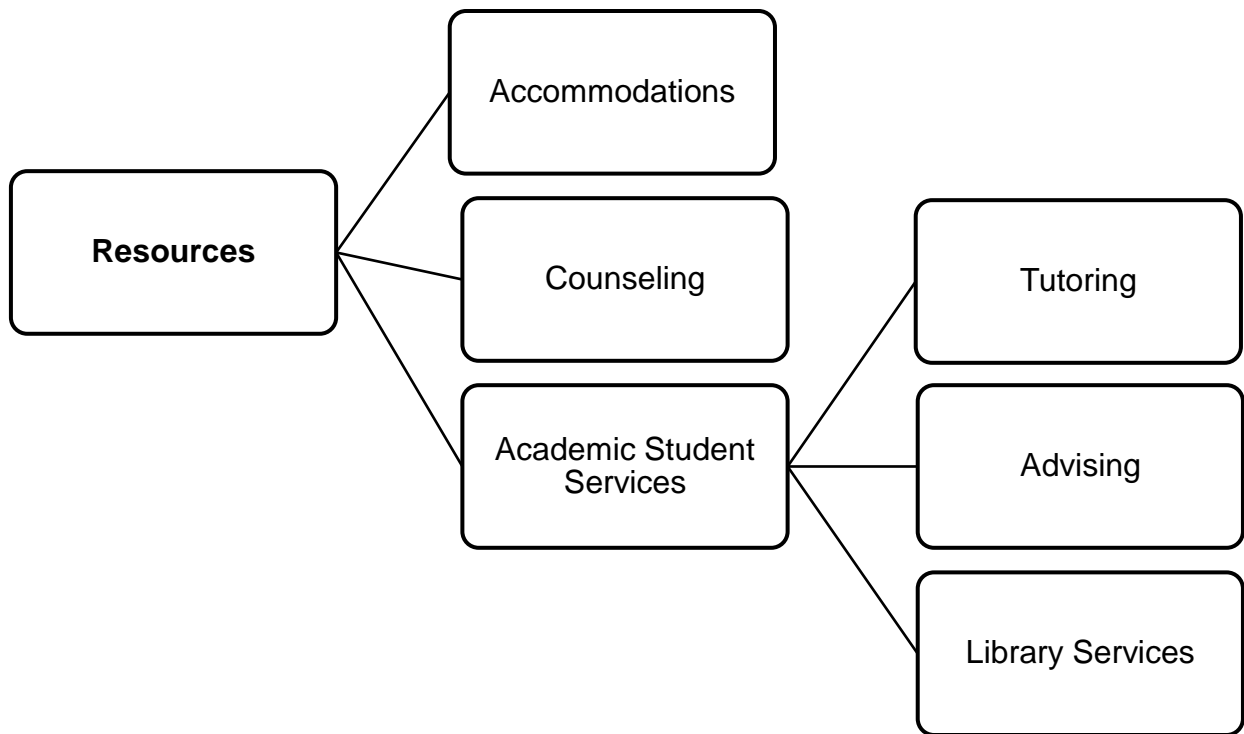 Resources
Accommodations
Counseling
Academic Student
Services
Tutoring
Advising
Library Services